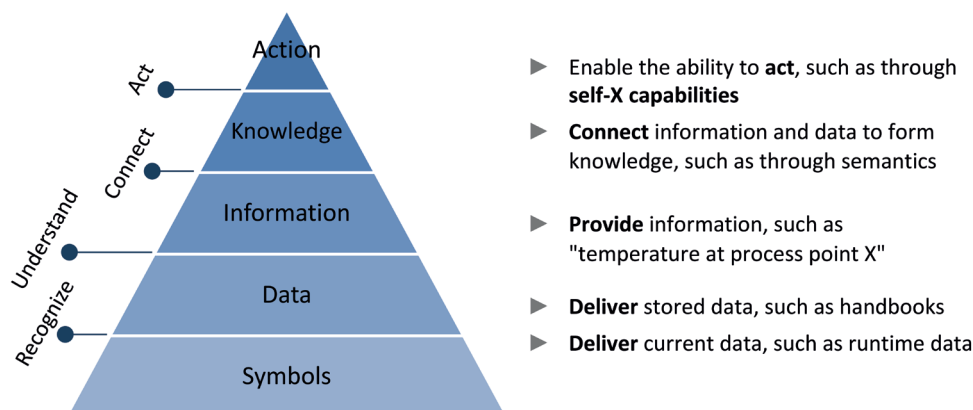 Action
Knowledge
Information
Data
Symbols
Act
Connect
Understand
Recognize
Enable the ability to act, such as through
self-X capabilities
Connect information and data to form
knowledge, such as through semantics
Provide information, such as
"temperature at process point X"
Deliver stored data, such as handbooks
Deliver current data, such as runtime data